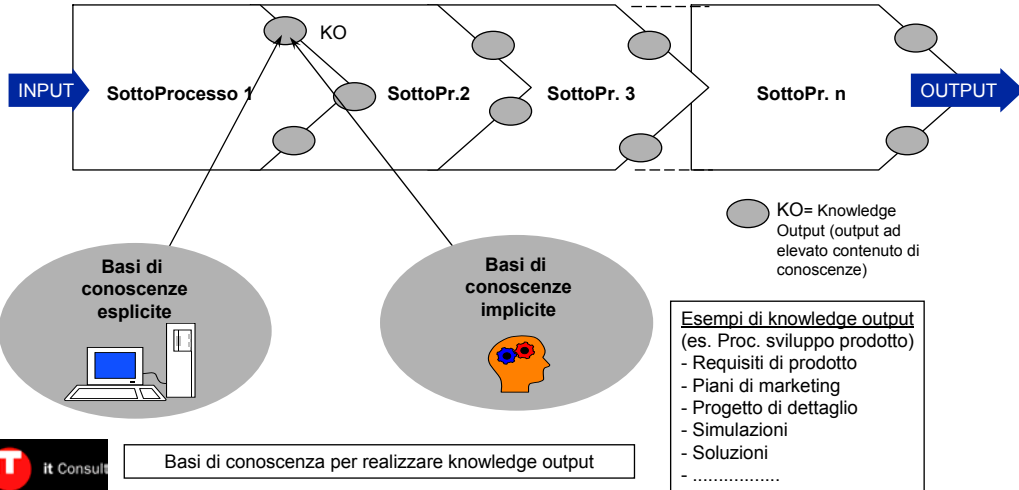 KO
INPUT
SottoProcesso 1
SottoPr.2
SottoPr. 3
SottoPr. n
OUTPUT
KO= Knowledge
Output (output ad
elevato contenuto di
conoscenze)
Basi di
conoscenze
esplicite
Basi di
conoscenze
implicite
Esempi di knowledge output
(es. Proc. sviluppo prodotto)
- Requisiti di prodotto
- Piani di marketing
- Progetto di dettaglio
- Simulazioni
- Soluzioni
- .................
T it Consult
Basi di conoscenza per realizzare knowledge output